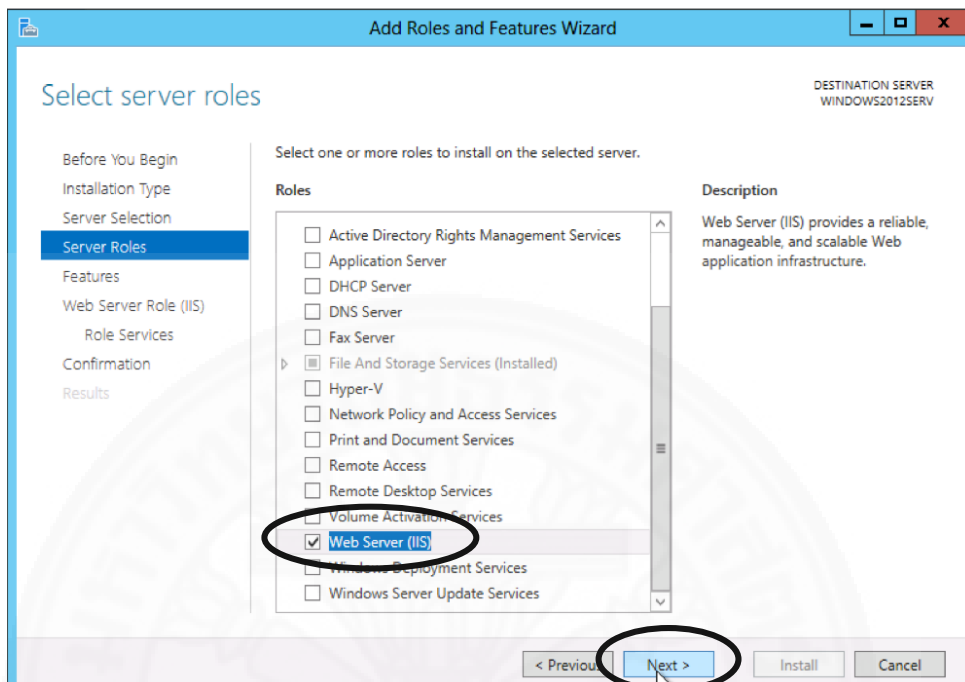 Add Roles and Features Wizard
Select server roles
DESTINATION SERVER
WINDOWS2012SERV
Before You Begin
Installation Type
Server Selection
Server Roles
Features
Web Server Role (IIS)
Role Services
Confirmation
Results
Select one or more roles to install on the selected server.
Roles
Active Directory Rights Management Services
Application Server
DHCP Server
DNS Server
Fax Server
File And Storage Services (Installed)
Hyper-V
Network Policy and Access Services
Print and Document Services
Remote Access
Remote Desktop Services
Volume Activation Services
Web Server (IIS)
Windows Deployment Services
Windows Server Update Services
Description
Web Server (IIS) provides a reliable,
manageable, and scalable Web
application infrastructure.
< Previous
Next >
Install
Cancel